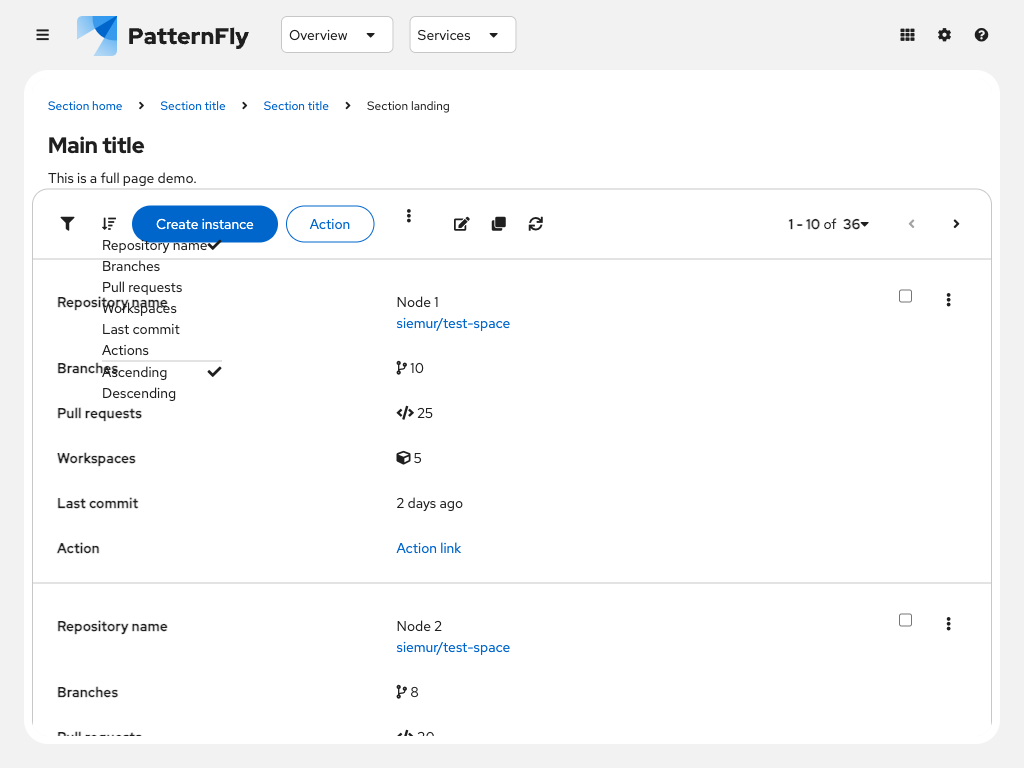 PatternFly
Overview
Services
Section home
Section title
Section title
Section landing
Main title
This is a full page demo.
Create instance
Action
1 - 10 of 36
Repository name
Branches
Pull requests
Workspaces
Last commit
Actions
Ascending
Descending
Repository name
Node 1
siemur/test-space
Branches
10
Pull requests
25
Workspaces
5
Last commit
2 days ago
Action
Action link
Repository name
Node 2
siemur/test-space
Branches
8
Pull requests
30